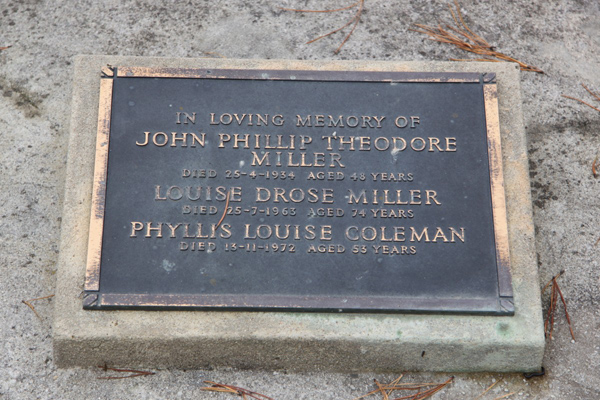 IN LOVING MEMORY OF
JOHN PHILLIP THEODORE
MILLER
DIED 25-4-1934 AGED 48 YEARS
LOUISE DROSE MILLER
DIED 25-7-1963 AGED 74 YEARS
PHYLLIS LOUISE COLEMAN
DIED 13-11-1972 AGED 53 YEARS